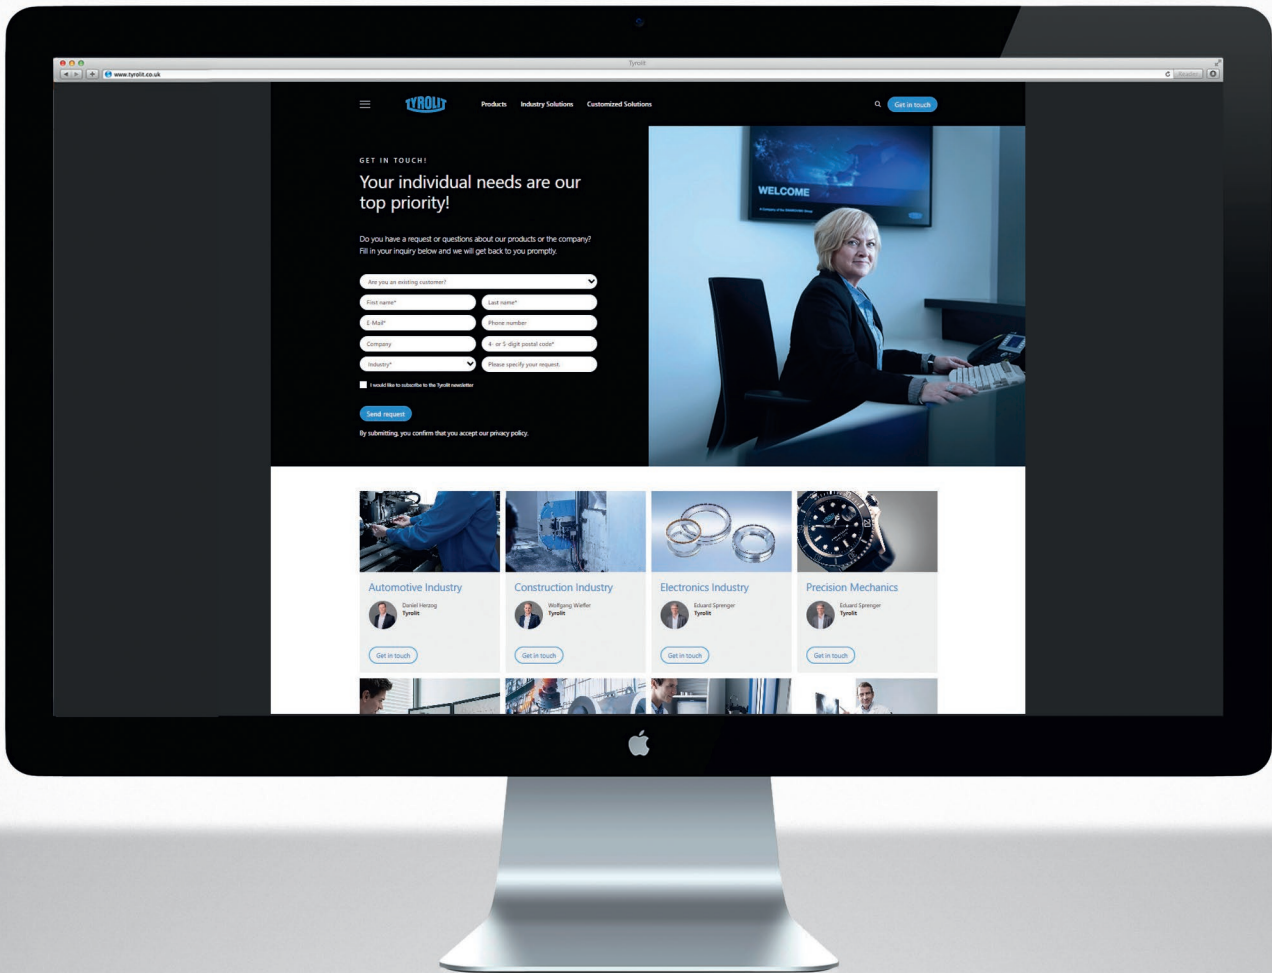 Tyrolit
www.tyrolit.co.uk
Reader
TYROLIT
Products
Industry Solutions
Customized Solutions
Get in touch
GET IN TOUCH!
Your individual needs are our
top priority!
Do you have a request or questions about our products or the company?
Fill in your inquiry below and we will get back to you promptly.
Are you an existing customer?
First name*
Last name*
E-Mail*
Phone number
Company
4- or 5-digit postal code*
Industry*
Please specify your request.
I would like to subscribe to the Tyrolit newsletter
Send request
By submitting, you confirm that you accept our privacy policy.
WELCOME
Automotive Industry
Daniel Herzog
Tyrolit
Get in touch
Construction Industry
Wolfgang Wiefler
Tyrolit
Get in touch
Electronics Industry
Eduard Sprenger
Tyrolit
Get in touch
Precision Mechanics
Eduard Sprenger
Tyrolit
Get in touch